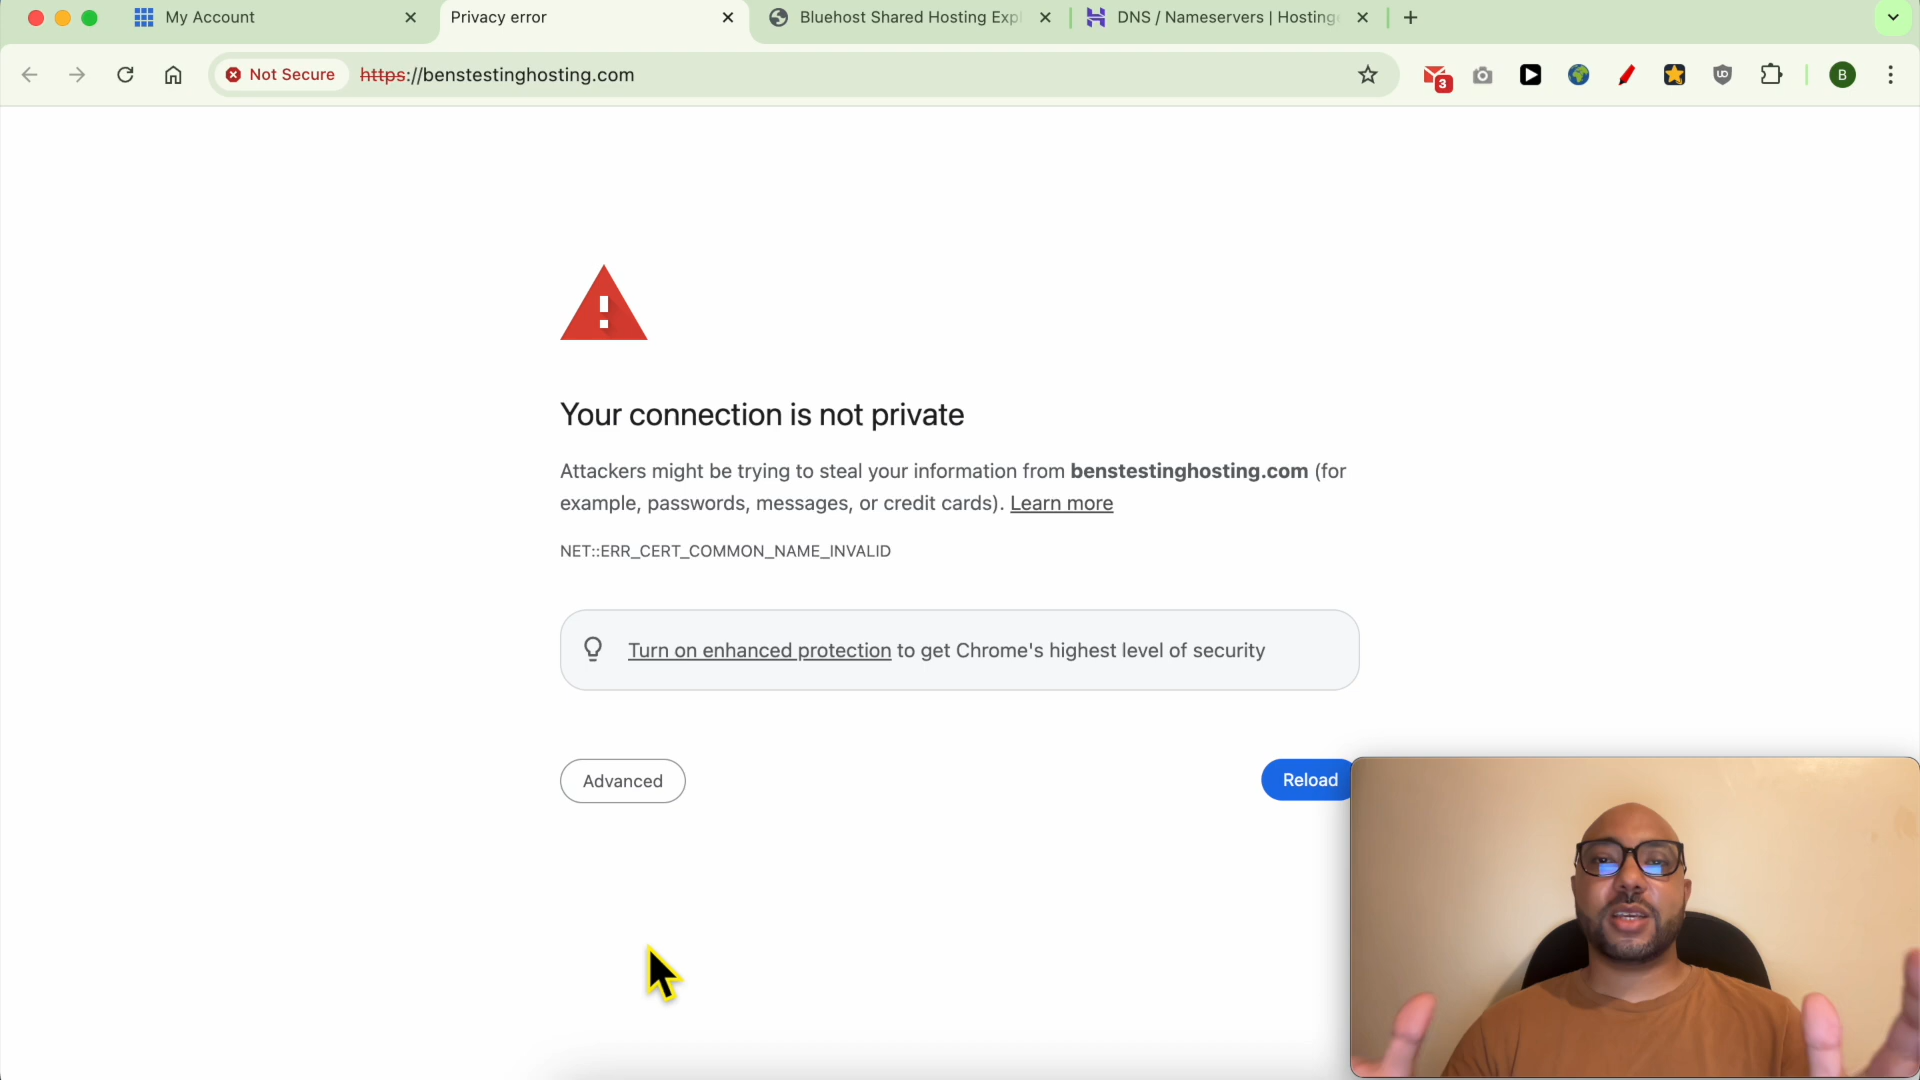 My Account
Privacy error
Bluehost Shared Hosting Exp
DNS / Nameservers | Hosting
Not Secure
https://benstestinghosting.com
3
B
Your connection is not private
Attackers might be trying to steal your information from benstestinghosting.com (for
example, passwords, messages, or credit cards). Learn more
NET::ERR_CERT_COMMON_NAME_INVALID
Turn on enhanced protection to get Chrome's highest level of security
Advanced
Reload